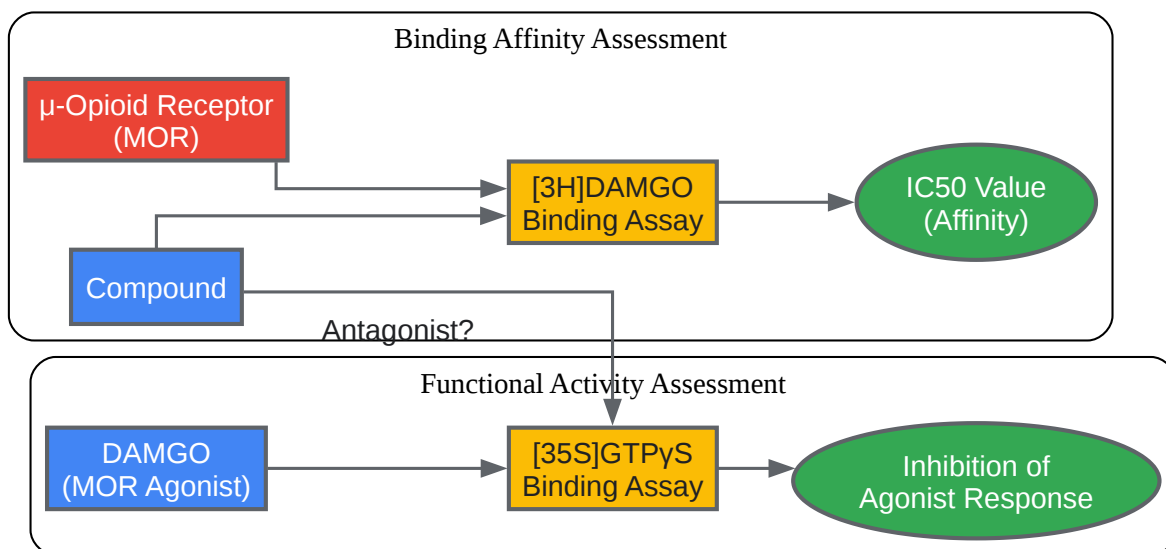 Binding Affinity Assessment
μ-Opioid Receptor
(MOR)
[3H]DAMGO
Binding Assay
IC50 Value
(Affinity)
Compound
Antagonist?
Functional Activity Assessment
DAMGO
(MOR Agonist)
[35S]GTPγS
Binding Assay
Inhibition of
Agonist Response